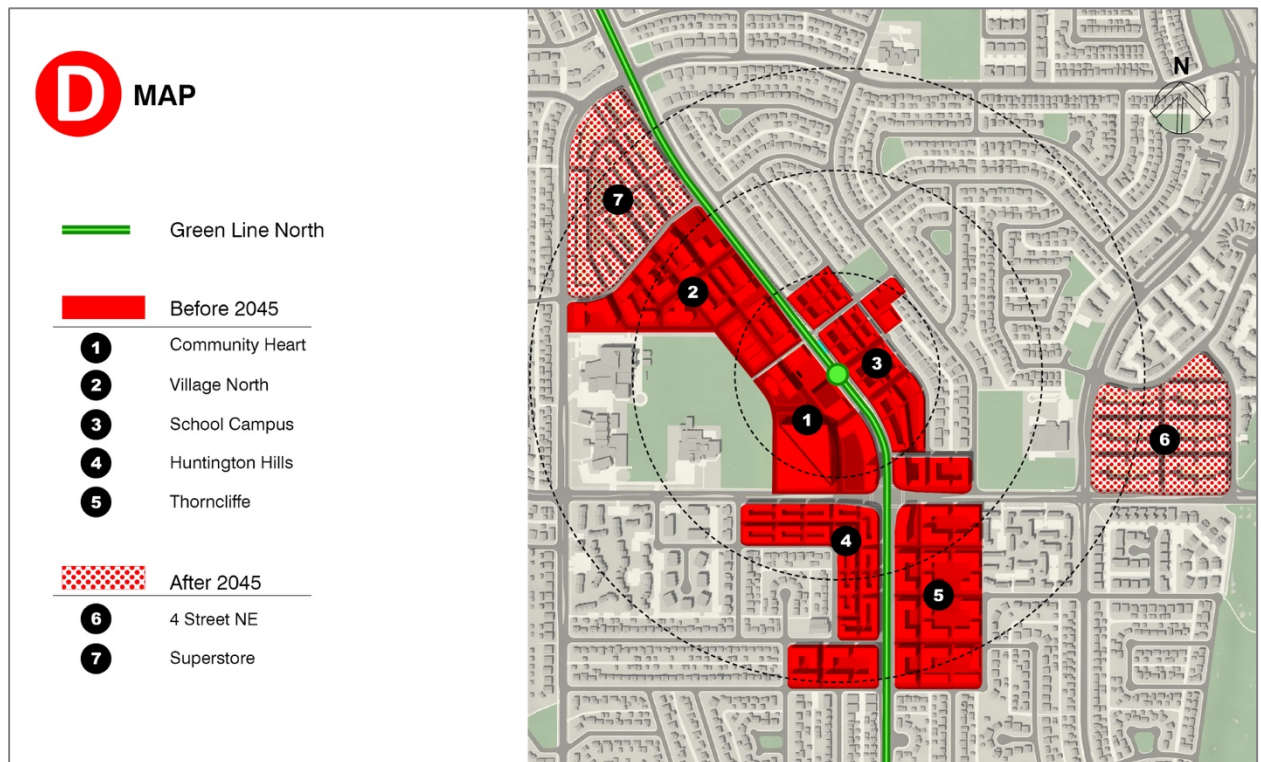 D MAP
Green Line North
Before 2045
1 Community Heart
2 Village North
3 School Campus
4 Huntington Hills
5 Thorncliffe
After 2045
6 4 Street NE
7 Superstore
N
7
2
3
1
6
4
5